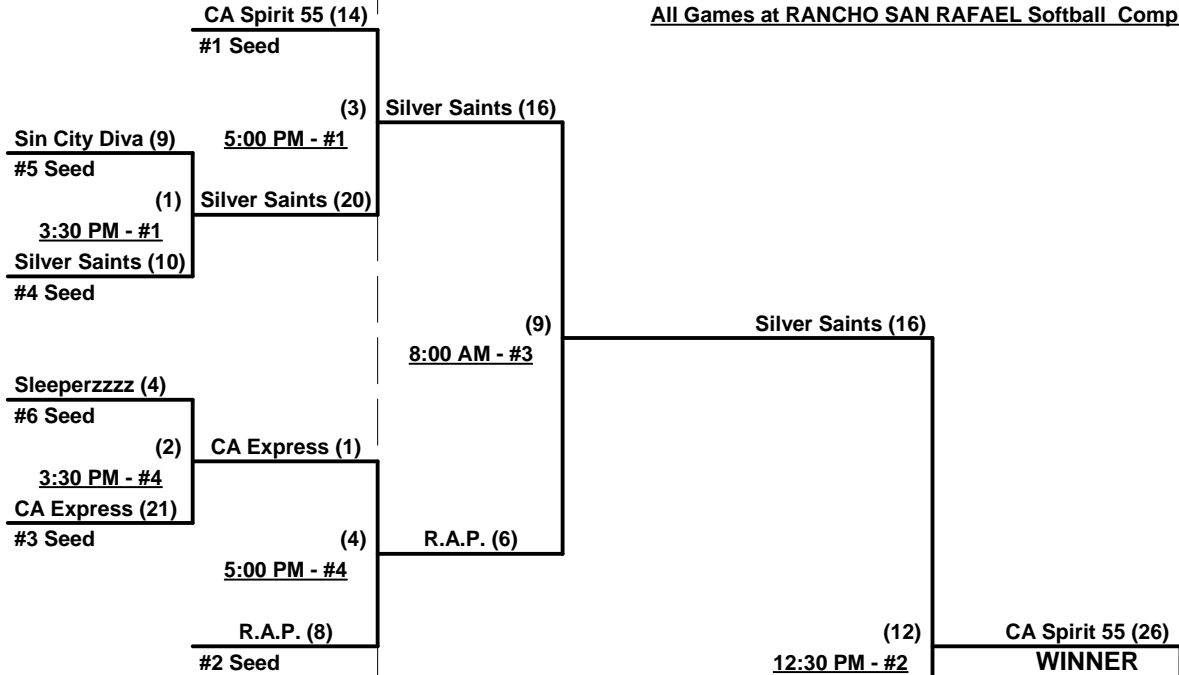 CA Spirit 55 (14)
All Games at RANCHO SAN RAFAEL Softball
#1 Seed
(3)
Silver Saints (16)
Sin City Diva (9)
5:00 PM - #1
#5 Seed
(1)
Silver Saints (20)
3:30 PM - #1
Silver Saints (10)
#4 Seed
(9)
Silver Saints (16)
8:00 AM - #3
Sleeperzzzz (4)
#6 Seed
(2)
CA Express (1)
3:30 PM - #4
CA Express (21)
#3 Seed
(4)
R.A.P. (6)
5:00 PM - #4
R.A.P. (8)
(12)
CA Spirit 55 (26)
#2 Seed
12:30 PM - #2
WINNER